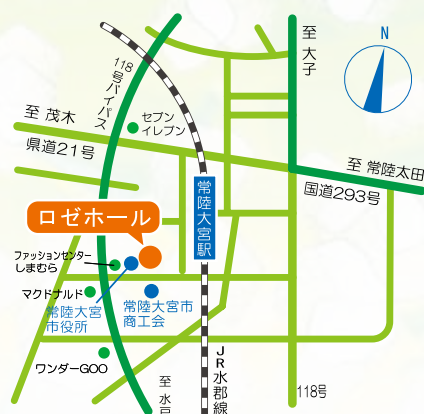 至 大子
N
118号バイパス
セブン
イレブン
至 茂木
県道21号
至 常陸太田
国道293号
常陸大宮駅
ロゼホール
ファッションセンター
しまむら
マクドナルド
常陸大宮
市役所
常陸大宮市
商工会
ワンダーGOO
JR水郡線
至 水戸
118号